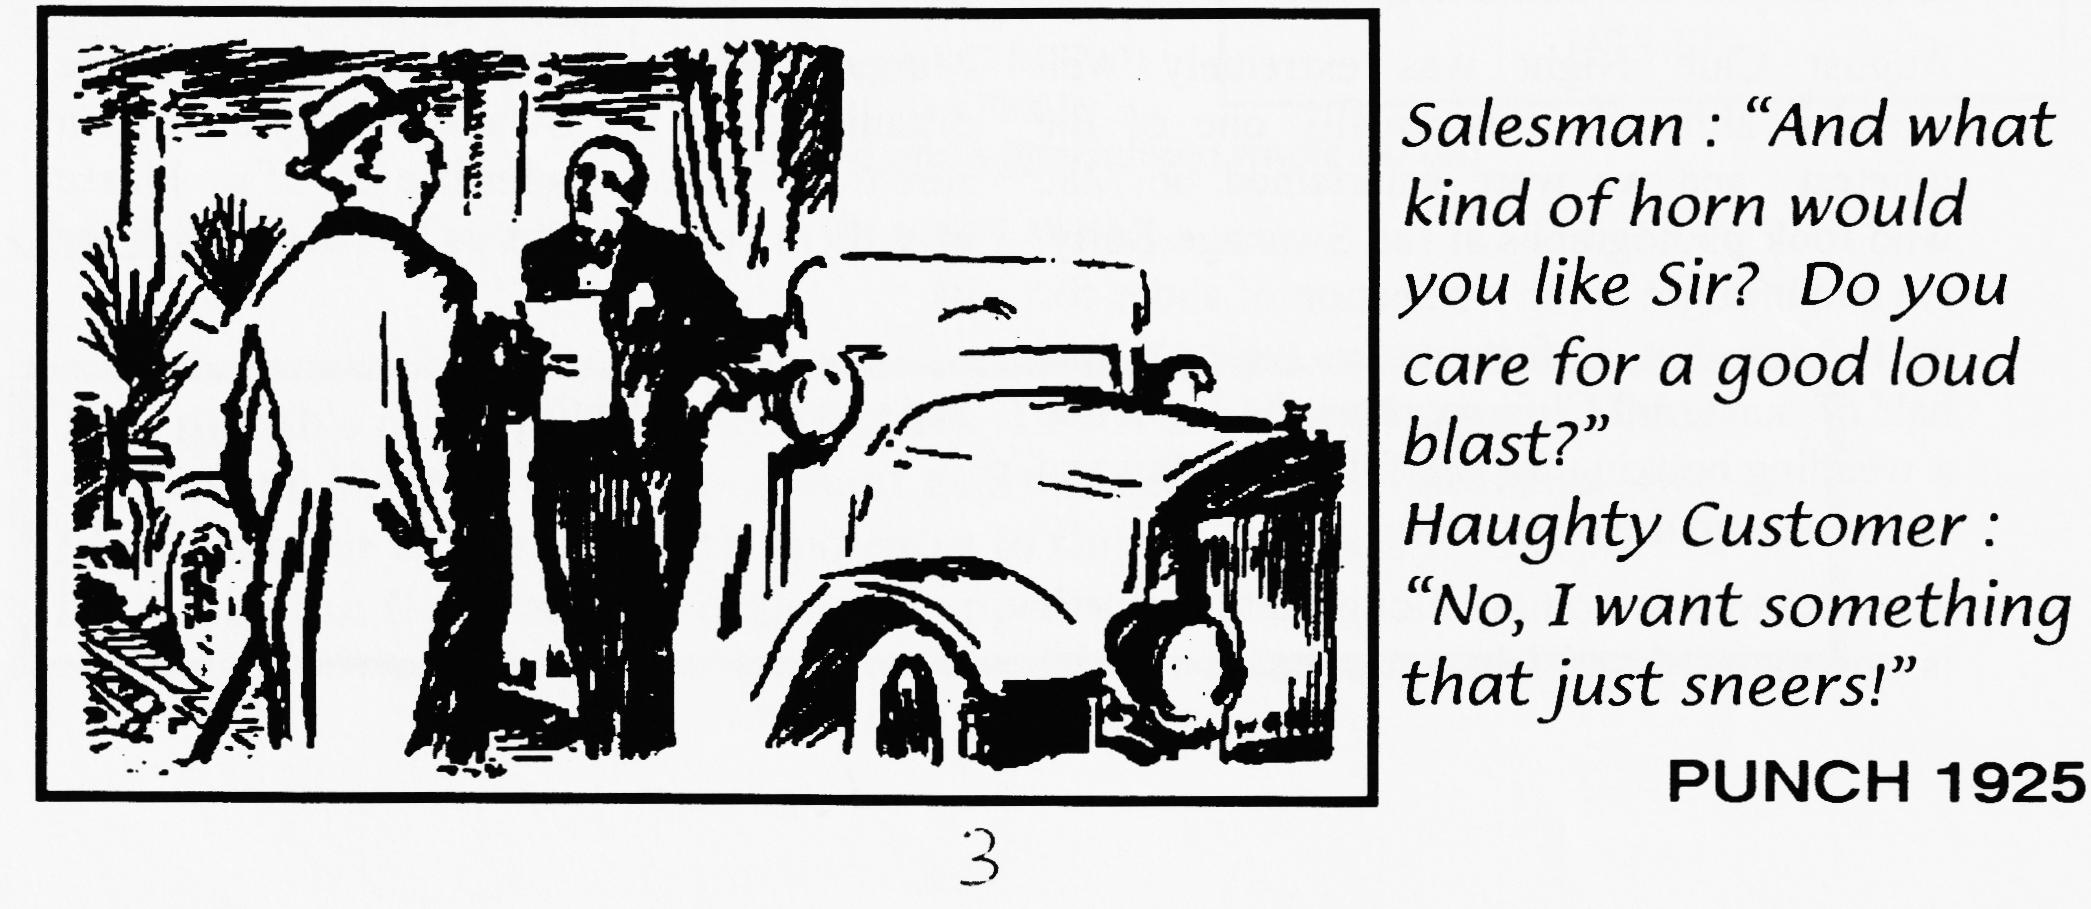 Salesman : “And what
kind of horn would
you like Sir? Do you
care for a good loud
blast?”
Haughty Customer :
“No, I want something
that just sneers!”
PUNCH 1925
3